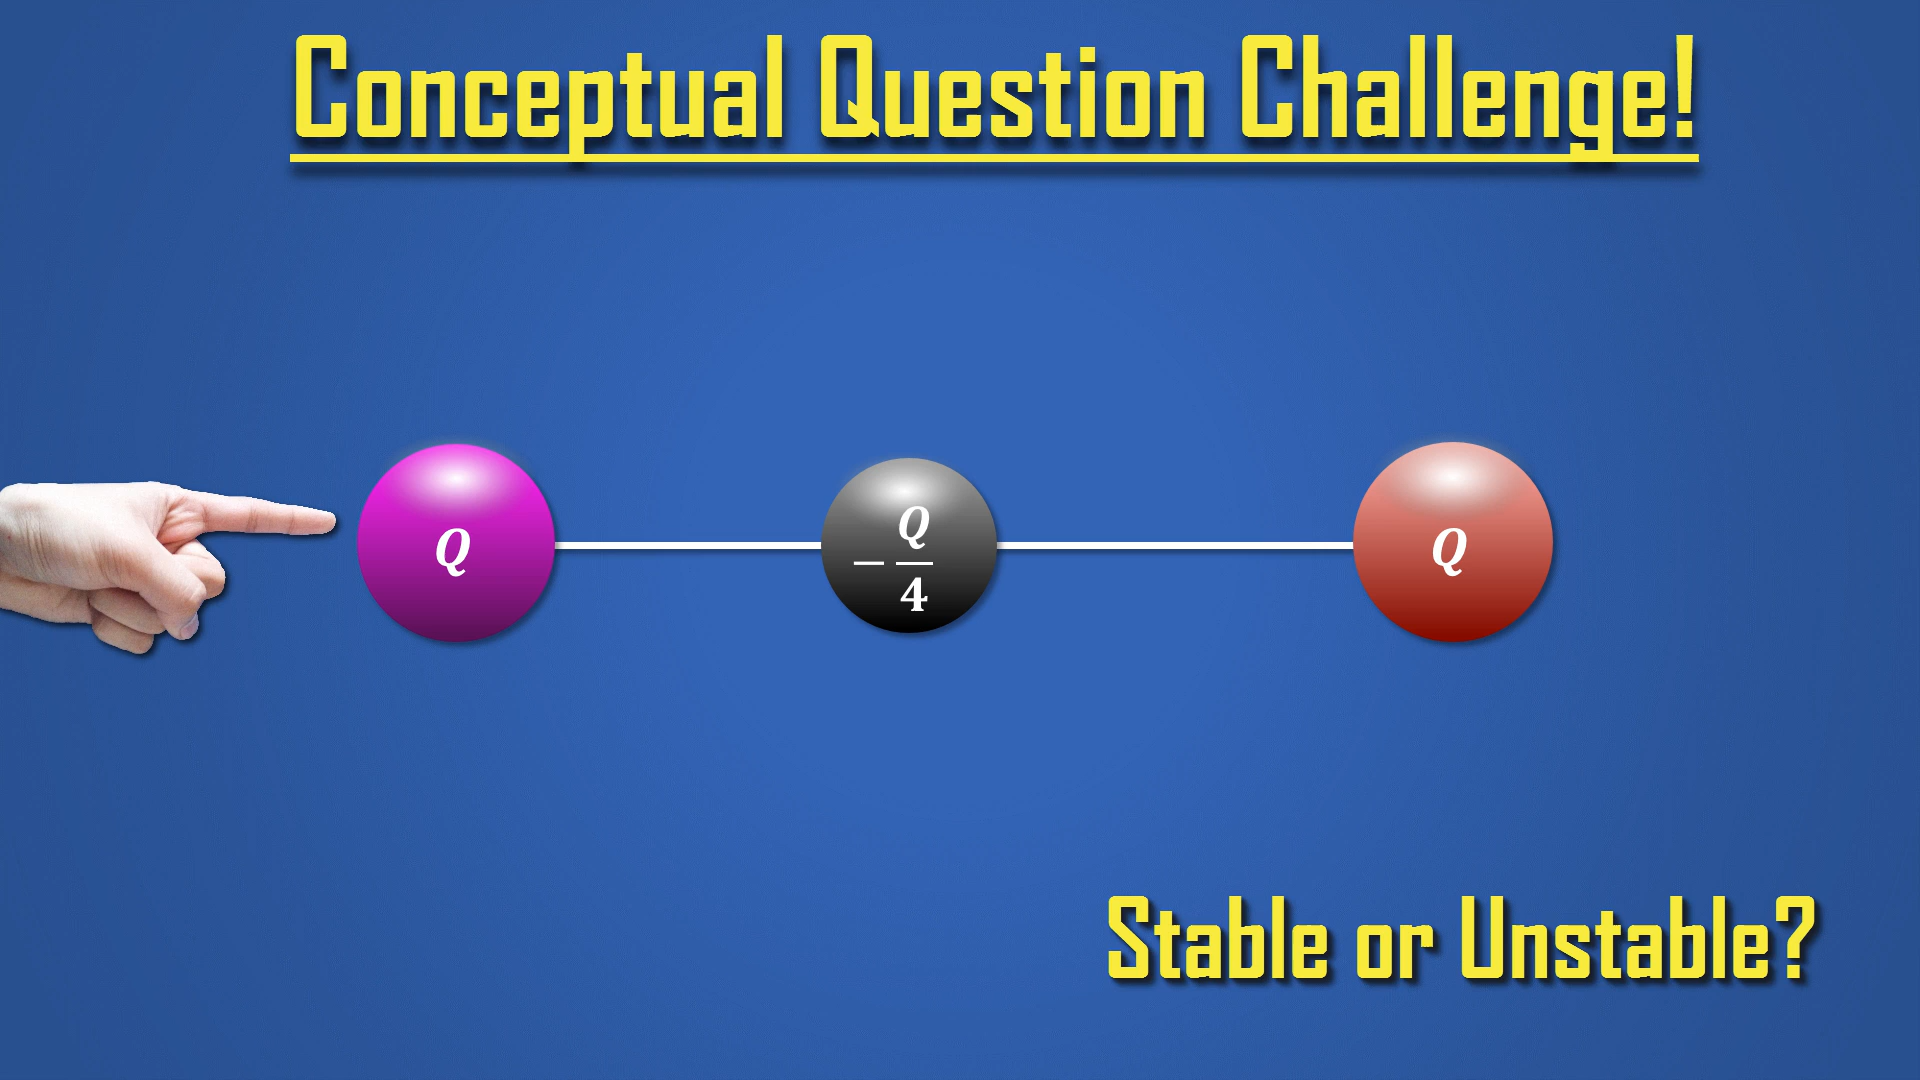 Conceptual Question Challenge!
Q
-Q/4
Q
Stable or Unstable?